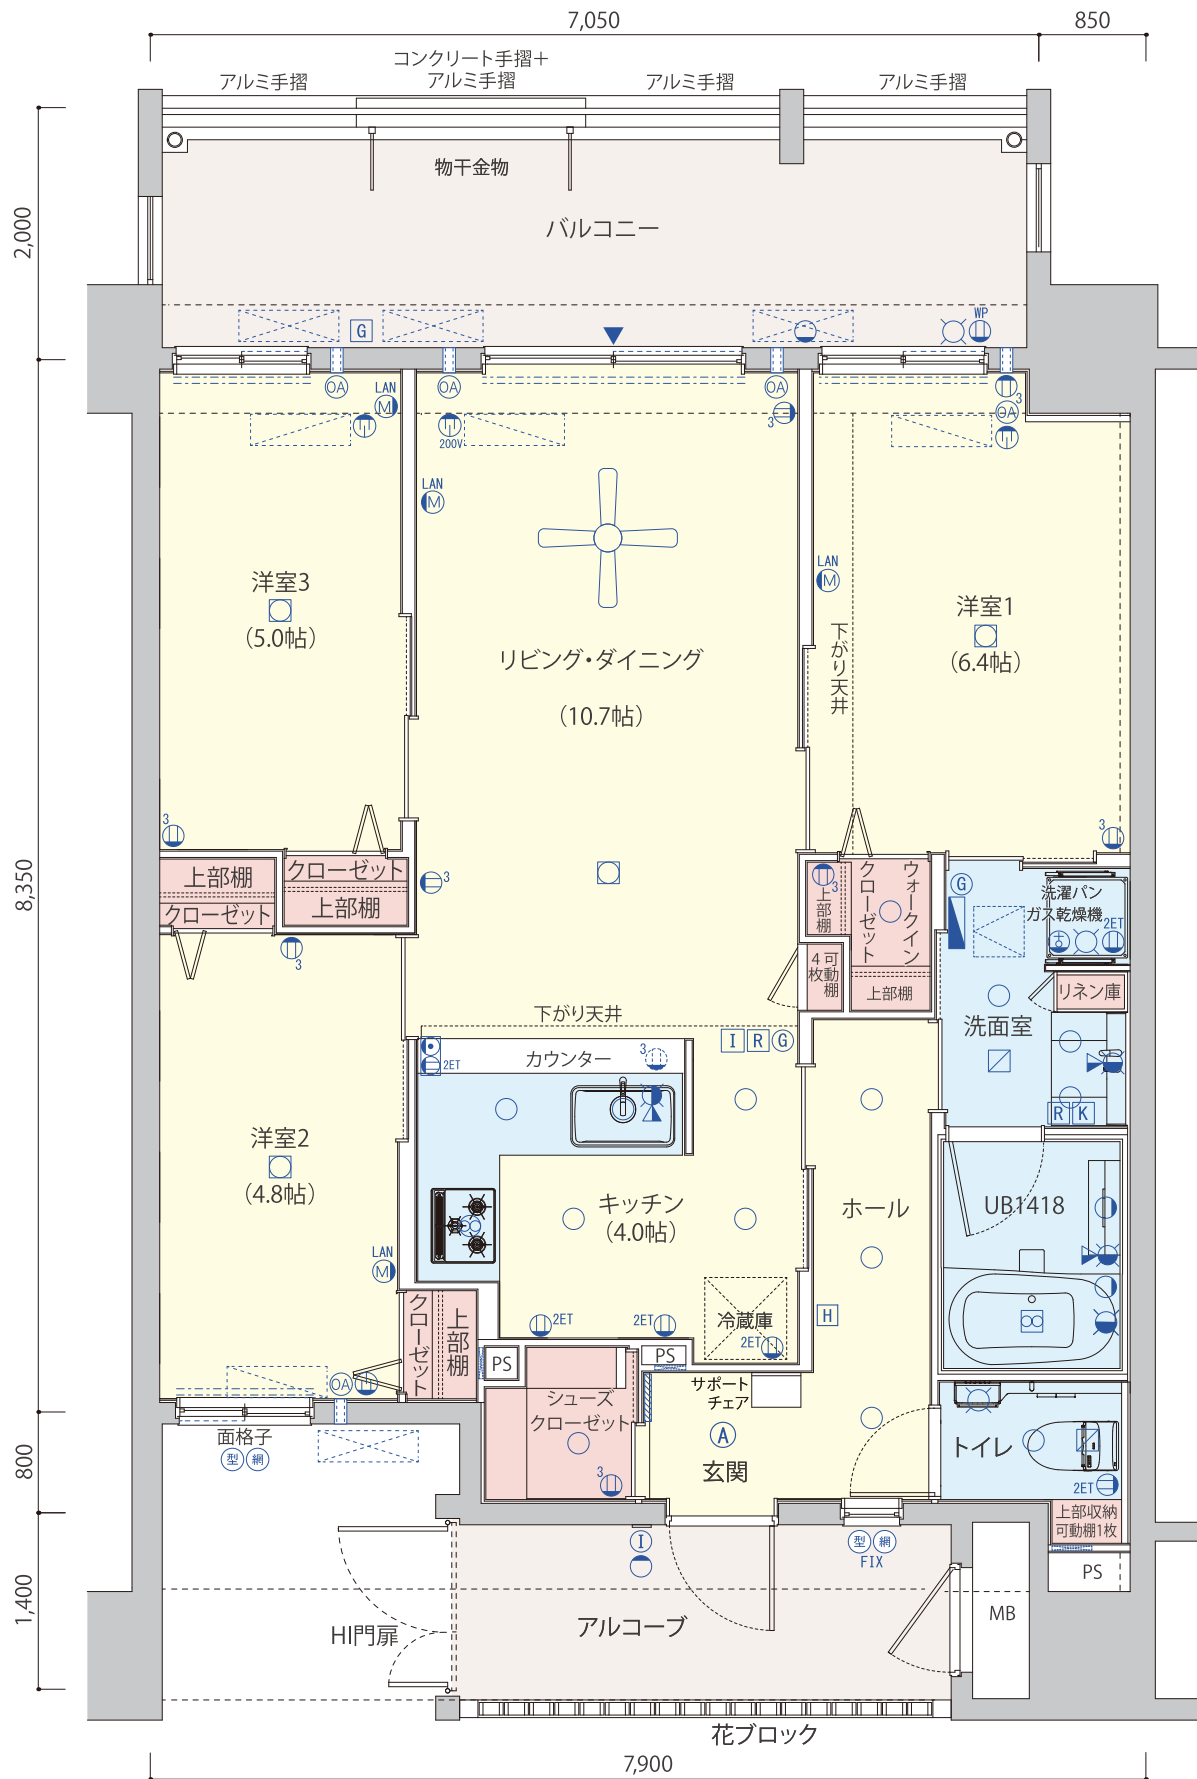 7,050
850
コンクリート手摺＋
アルミ手摺
アルミ手摺
アルミ手摺
アルミ手摺
物干金物
2,000
バルコニー
G
WP
OA
OA
OA
3
OA
LAN
M
3
200V
LAN
M
LAN
M
洋室3
(5.0帖)
リビング・ダイニング
(10.7帖)
洋室1
(6.4帖)
下がり天井
3
3
8,350
上部棚
クローゼット
クローゼット
上部棚
3
3
3
上部棚
ウォークイン
クローゼット
上部棚
可動棚
4枚
G
洗濯パン
ガス乾燥機
2ET
リネン庫
洗面室
R
K
下がり天井
I
R
G
カウンター
3
2ET
洋室2
(4.8帖)
キッチン
(4.0帖)
ホール
UB1418
LAN
M
H
冷蔵庫
2ET
2ET
2ET
クローゼット
上部棚
PS
PS
OA
サポート
チェア
シューズ
クローゼット
3
A
玄関
トイレ
2ET
上部収納
可動棚1枚
PS
面格子
型
網
800
I
型
網
FIX
1,400
HI門扉
アルコーブ
MB
花ブロック
7,900